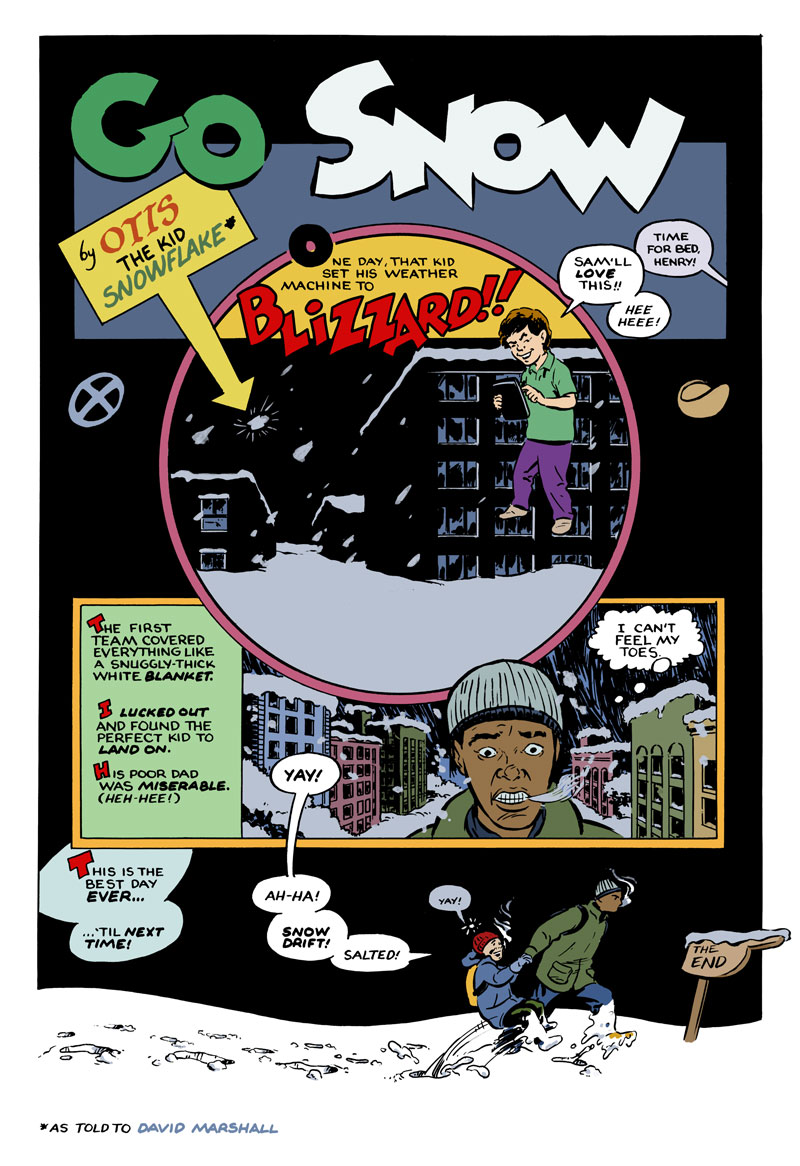 GO SNOW
by OTIS
THE KID
SNOWFLAKE*
ONE DAY, THAT KID
SET HIS WEATHER
MACHINE TO
BLIZZARD!!
SAM'LL
LOVE
THIS!!
HEE
HEEE!
TIME
FOR BED,
HENRY!
THE FIRST
TEAM COVERED
EVERYTHING LIKE
A SNUGGLY-THICK
WHITE BLANKET.
I LUCKED OUT
AND FOUND THE
PERFECT KID TO
LAND ON.
HIS POOR DAD
WAS MISERABLE.
(HEH-HEE!)
I CAN'T
FEEL MY
TOES.
THIS IS THE
BEST DAY
EVER...
...'TIL NEXT
TIME!
YAY!
AH-HA!
SNOW
DRIFT!
SALTED!
YAY!
THE
END
*AS TOLD TO DAVID MARSHALL